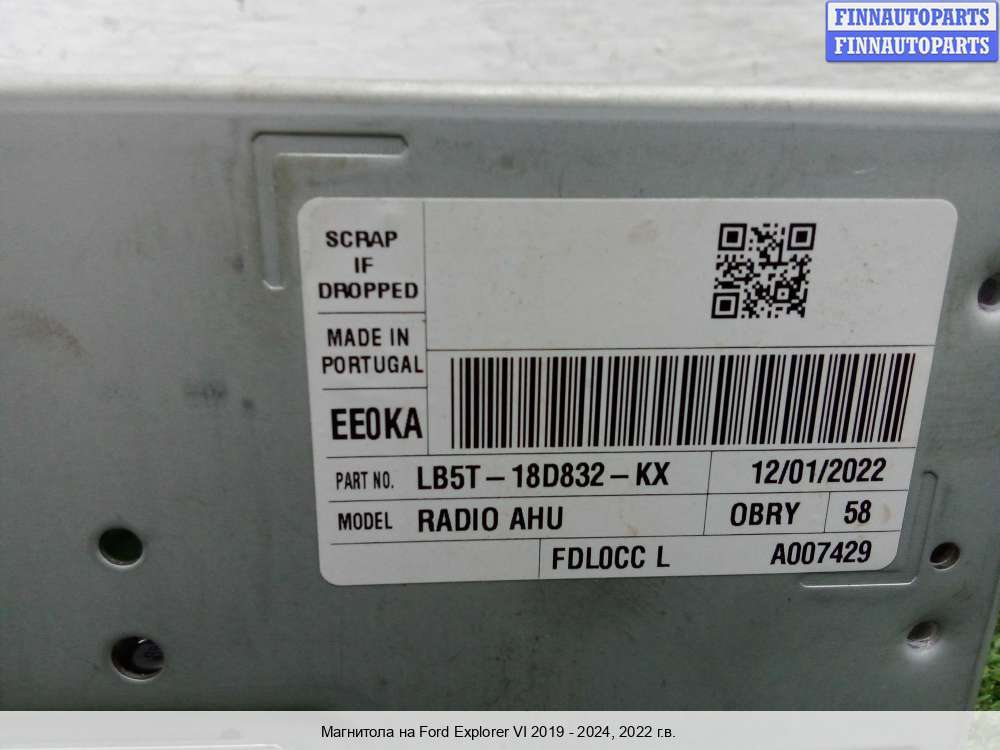 FINNAUTOPARTS
FINNAUTOPARTS
SCRAP
IF
DROPPED
MADE IN
PORTUGAL
EE0KA
PART NO. LB5T-18D832-KX 12/01/2022
MODEL RADIO AHU OBRY 58
FDL0CC L A007429
Магнитола на Ford Explorer VI 2019 - 2024, 2022 г.в.